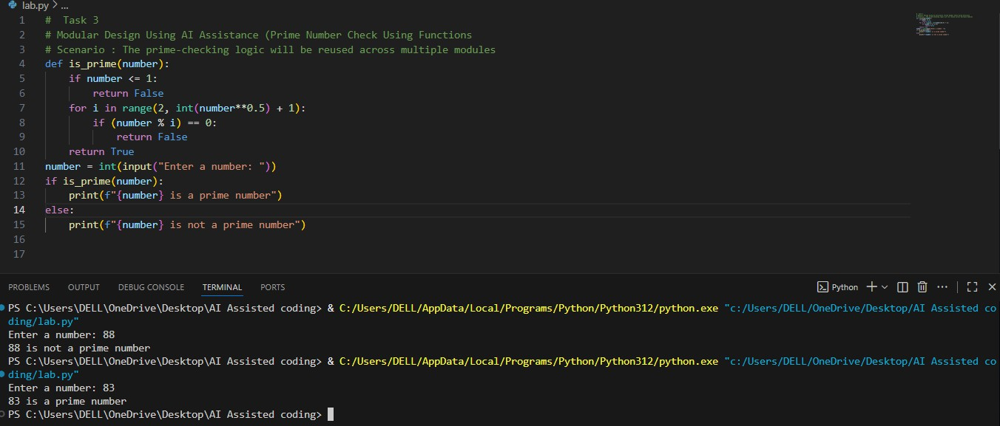 lab.py > ...
1 #  Task 3
2 # Modular Design Using AI Assistance (Prime Number Check Using Functions
3 # Scenario : The prime-checking logic will be reused across multiple modules
4 def is_prime(number):
5     if number <= 1:
6         return False
7     for i in range(2, int(number**0.5) + 1):
8         if (number % i) == 0:
9             return False
10     return True
11 number = int(input("Enter a number: "))
12 if is_prime(number):
13     print(f"{number} is a prime number")
14 else:
15     print(f"{number} is not a prime number")
16
17
PROBLEMS OUTPUT DEBUG CONSOLE TERMINAL PORTS Python
PS C:\Users\DELL\OneDrive\Desktop\AI Assisted coding> & C:/Users/DELL/AppData/Local/Programs/Python/Python312/python.exe "c:/Users/DELL/OneDrive/Desktop/AI Assisted co
ding/lab.py"
Enter a number: 88
88 is not a prime number
PS C:\Users\DELL\OneDrive\Desktop\AI Assisted coding> & C:/Users/DELL/AppData/Local/Programs/Python/Python312/python.exe "c:/Users/DELL/OneDrive/Desktop/AI Assisted co
ding/lab.py"
Enter a number: 83
83 is a prime number
PS C:\Users\DELL\OneDrive\Desktop\AI Assisted coding>